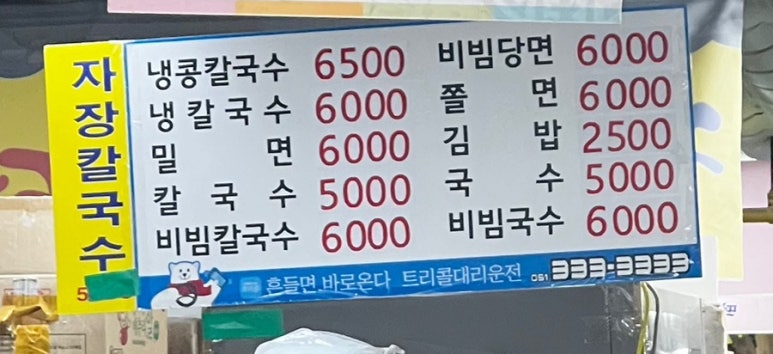 자장칼국수
냉콩칼국수 6500
냉칼국수 6000
밀면 6000
칼국수 5000
비빔칼국수 6000
비빔당면 6000
쫄면 6000
김밥 2500
국수 5000
비빔국수 6000
흔들면 바로온다 트리콜대리운전 051 333-3333